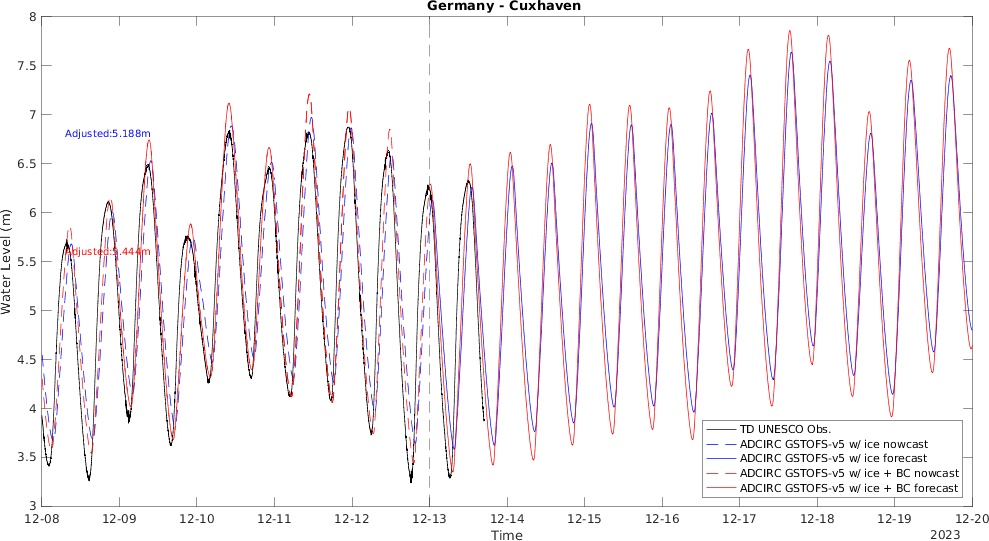 Germany - Cuxhaven
8
7.5
7
6.5
6
5.5
5
4.5
4
3.5
3
Water Level (m)
Adjusted:5.188m
Adjusted:5.444m
TD UNESCO Obs.
ADCIRC GSTOFS-v5 w/ ice nowcast
ADCIRC GSTOFS-v5 w/ ice forecast
ADCIRC GSTOFS-v5 w/ ice + BC nowcast
ADCIRC GSTOFS-v5 w/ ice + BC forecast
12-08 12-09 12-10 12-11 12-12 12-13 12-14 12-15 12-16 12-17 12-18 12-19 12-20
Time
2023